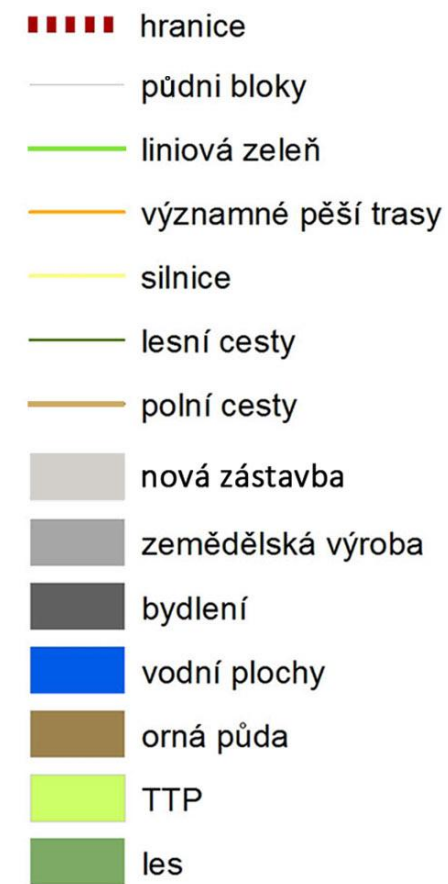 hranice
půdni bloky
liniová zeleň
významné pěší trasy
silnice
lesní cesty
polní cesty
nová zástavba
zemědělská výroba
bydlení
vodní plochy
orná půda
TTP
les